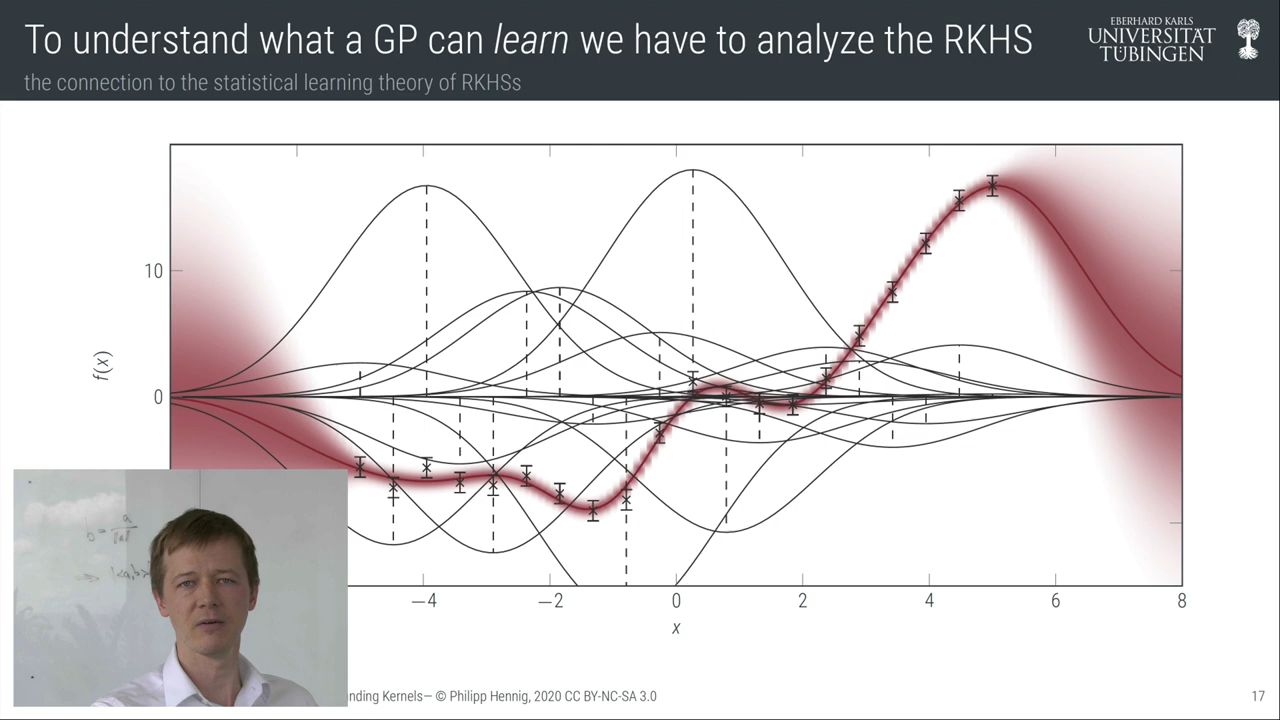 To understand what a GP can learn we have to analyze the RKHS
the connection to the statistical learning theory of RKHSs
EBERHARD KARLS
UNIVERSITÄT
TÜBINGEN
10
0
f(x)
−4
−2
0
2
4
6
8
x
nding Kernels— © Philipp Hennig, 2020 CC BY-NC-SA 3.0
17